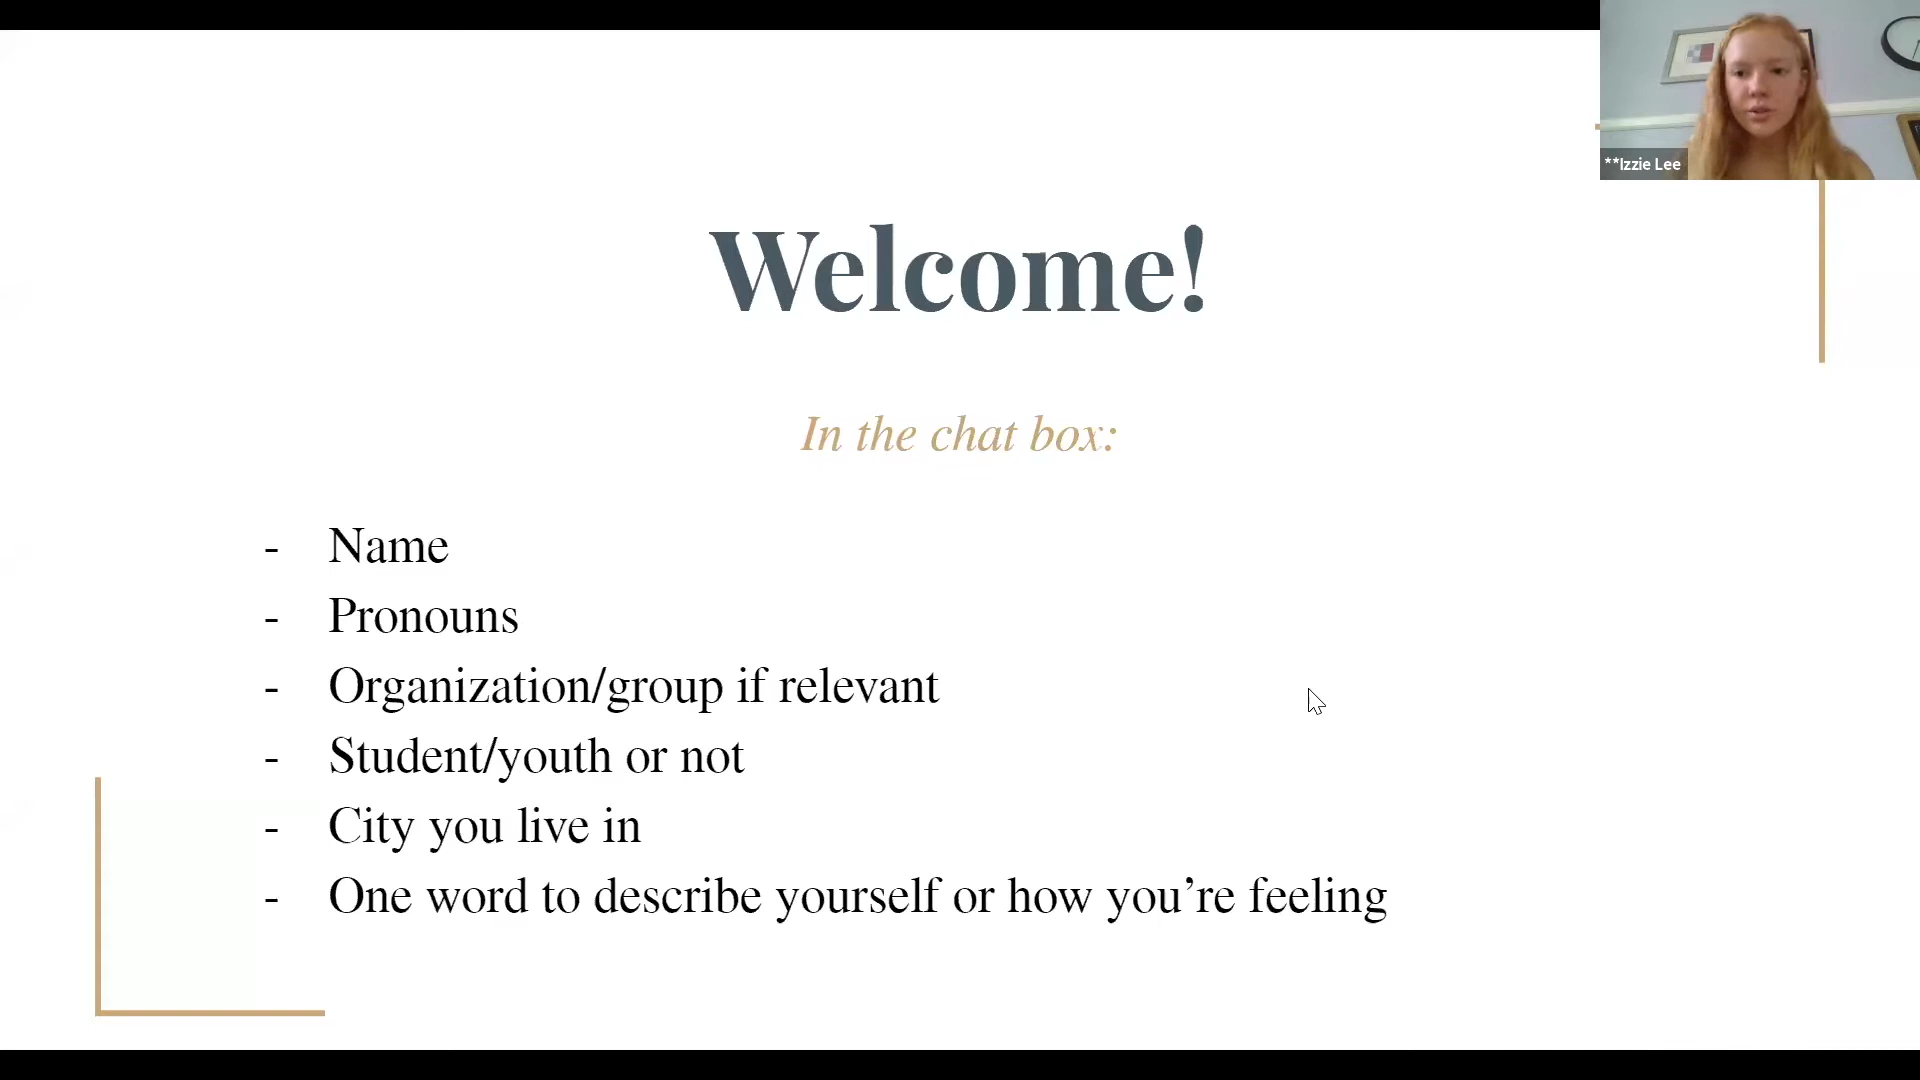 **Izzie Lee
Welcome!
In the chat box:
- Name
- Pronouns
- Organization/group if relevant
- Student/youth or not
- City you live in
- One word to describe yourself or how you’re feeling